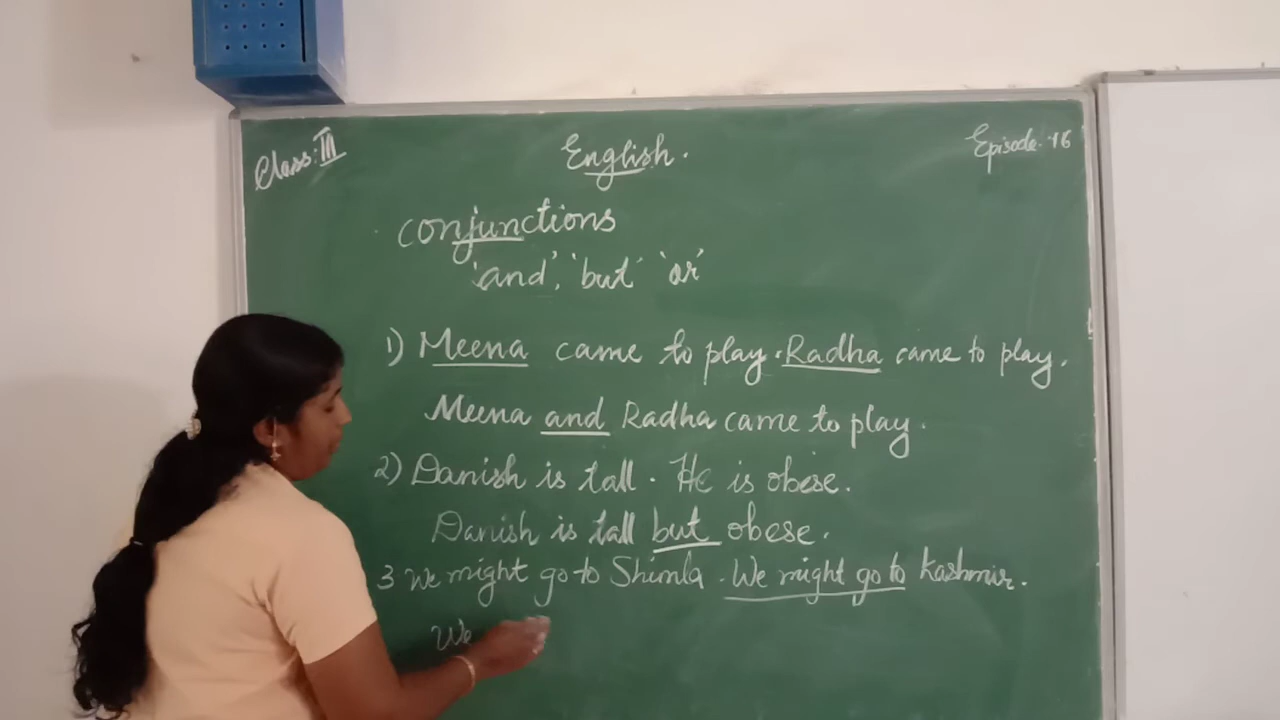 Class: III
English.
Episode. 16
conjunctions
'and', 'but' 'or'
1) Meena came to play. Radha came to play.
Meena and Radha came to play.
2) Danish is tall. He is obese.
Danish is tall but obese.
3 We might go to Shimla. We might go to Kashmir.
We